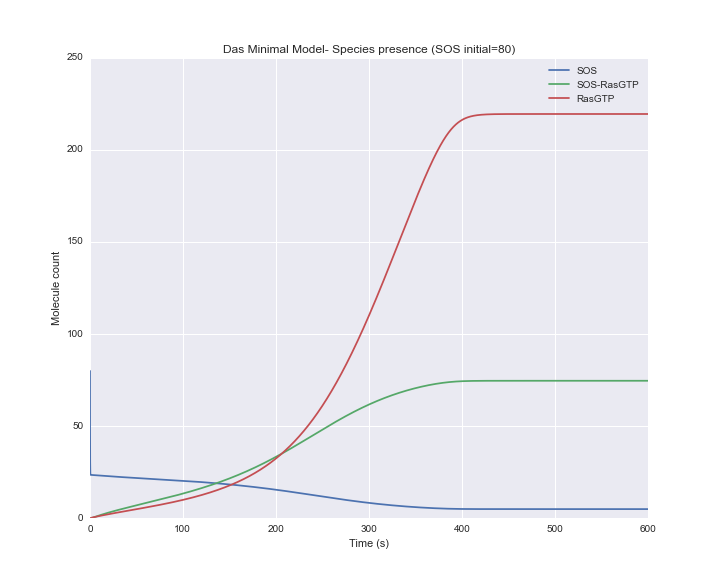 Das Minimal Model- Species presence (SOS initial=80)
250
200
150
100
50
0
Molecule count
SOS
SOS-RasGTP
RasGTP
0 100 200 300 400 500 600
Time (s)